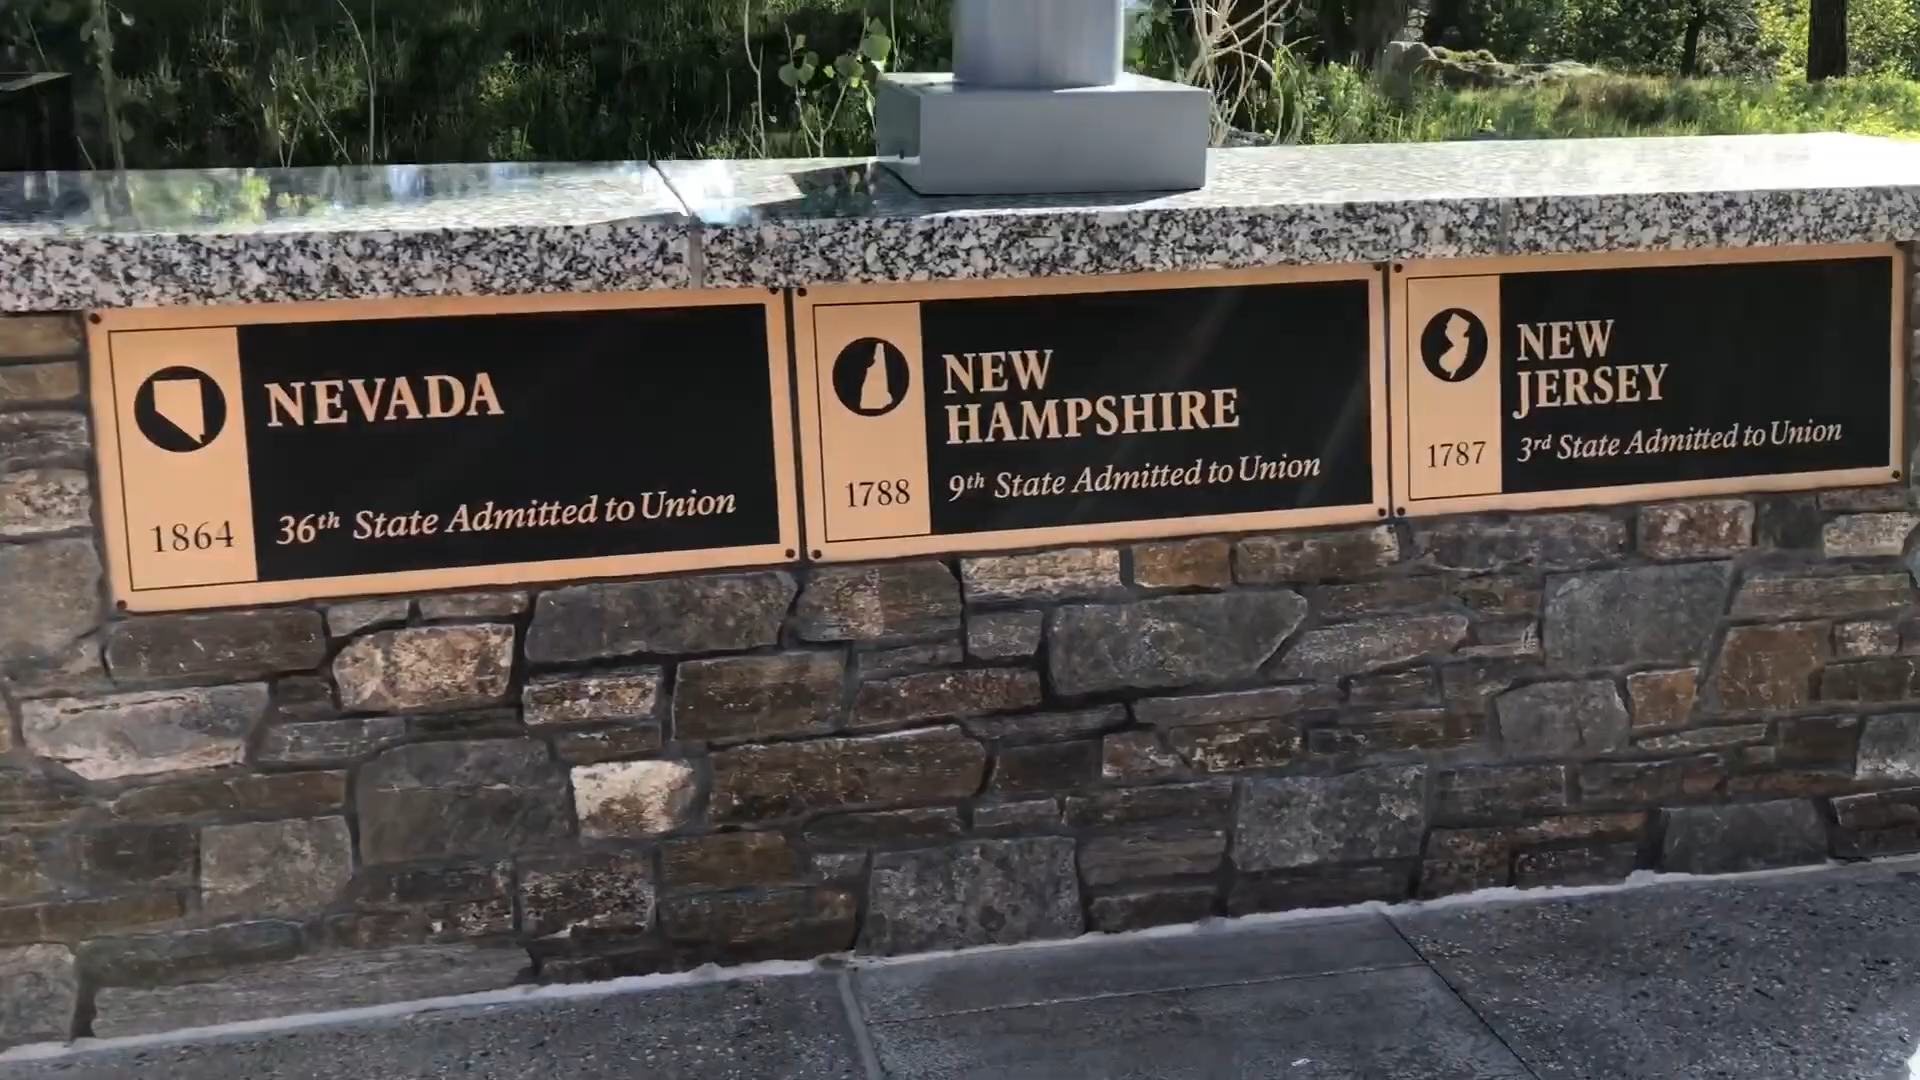 NEVADA
1864
36th State Admitted to Union
NEW
HAMPSHIRE
1788
9th State Admitted to Union
NEW
JERSEY
1787
3rd State Admitted to Union